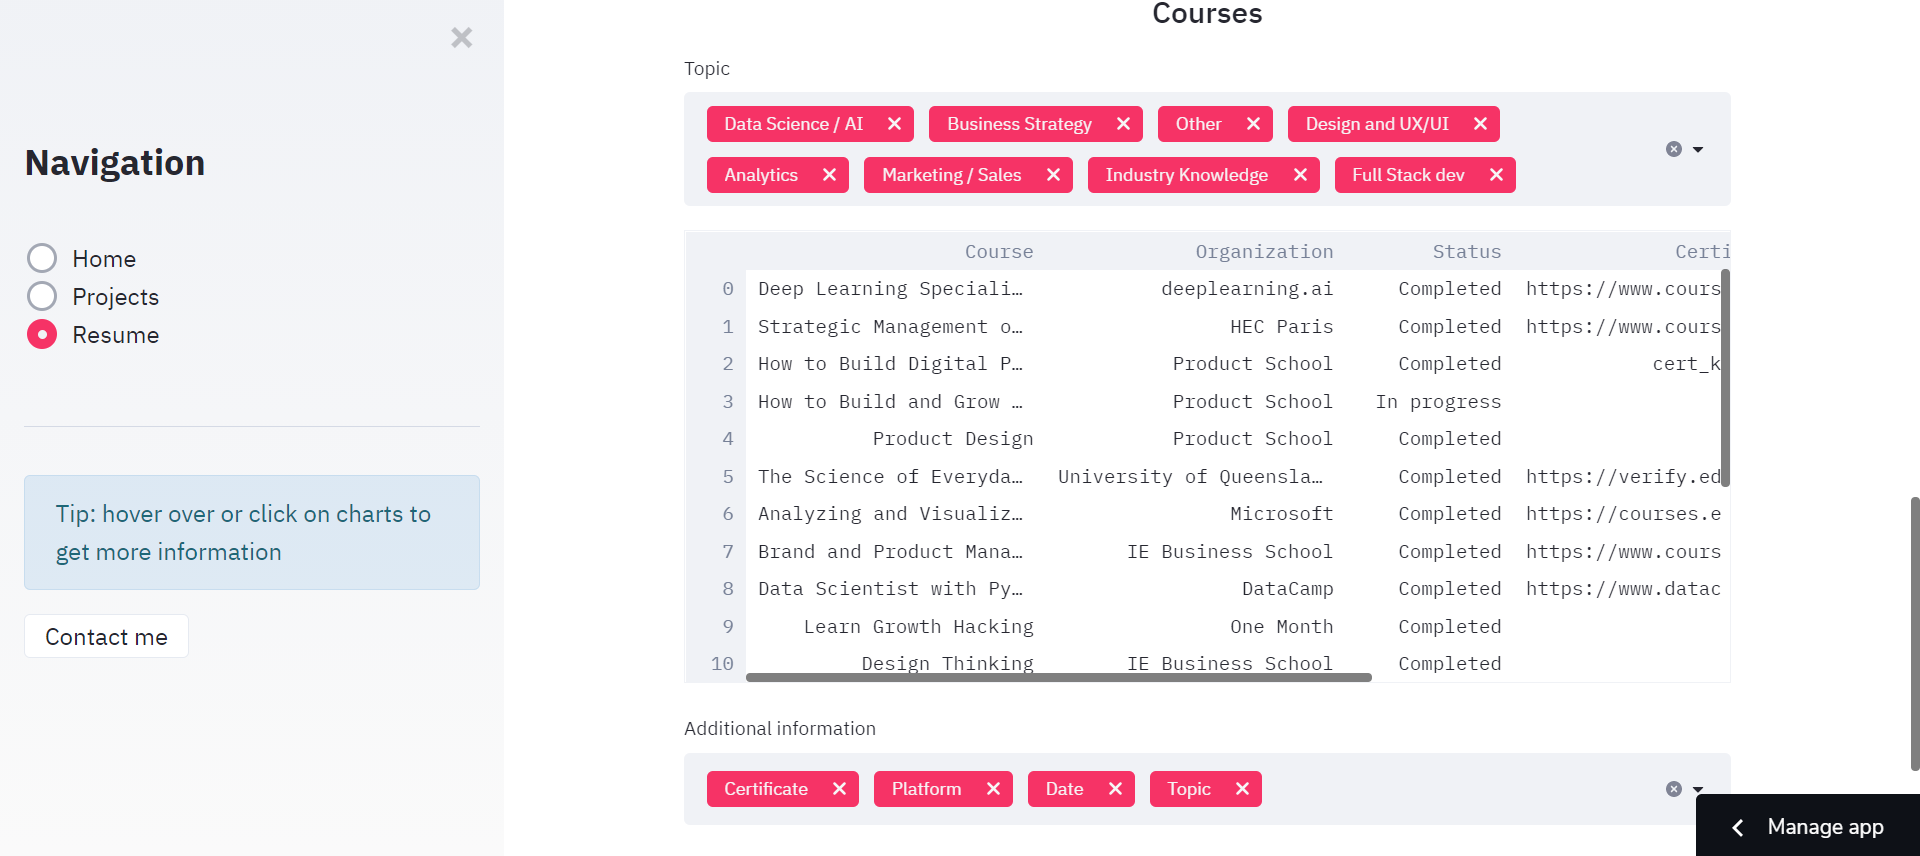 Navigation
Home
Projects
Resume
Tip: hover over or click on charts to
get more information
Contact me
Courses
Topic
Data Science / AI Business Strategy Other Design and UX/UI
Analytics Marketing / Sales Industry Knowledge Full Stack dev
Course Organization Status Certi
0 Deep Learning Speciali… deeplearning.ai Completed https://www.cours
1 Strategic Management o… HEC Paris Completed https://www.cours
2 How to Build Digital P… Product School Completed cert_k
3 How to Build and Grow … Product School In progress
4 Product Design Product School Completed
5 The Science of Everyda… University of Queensla… Completed https://verify.ed
6 Analyzing and Visualiz… Microsoft Completed https://courses.e
7 Brand and Product Mana… IE Business School Completed https://www.cours
8 Data Scientist with Py… DataCamp Completed https://www.datac
9 Learn Growth Hacking One Month Completed
10 Design Thinking IE Business School Completed
Additional information
Certificate Platform Date Topic
Manage app